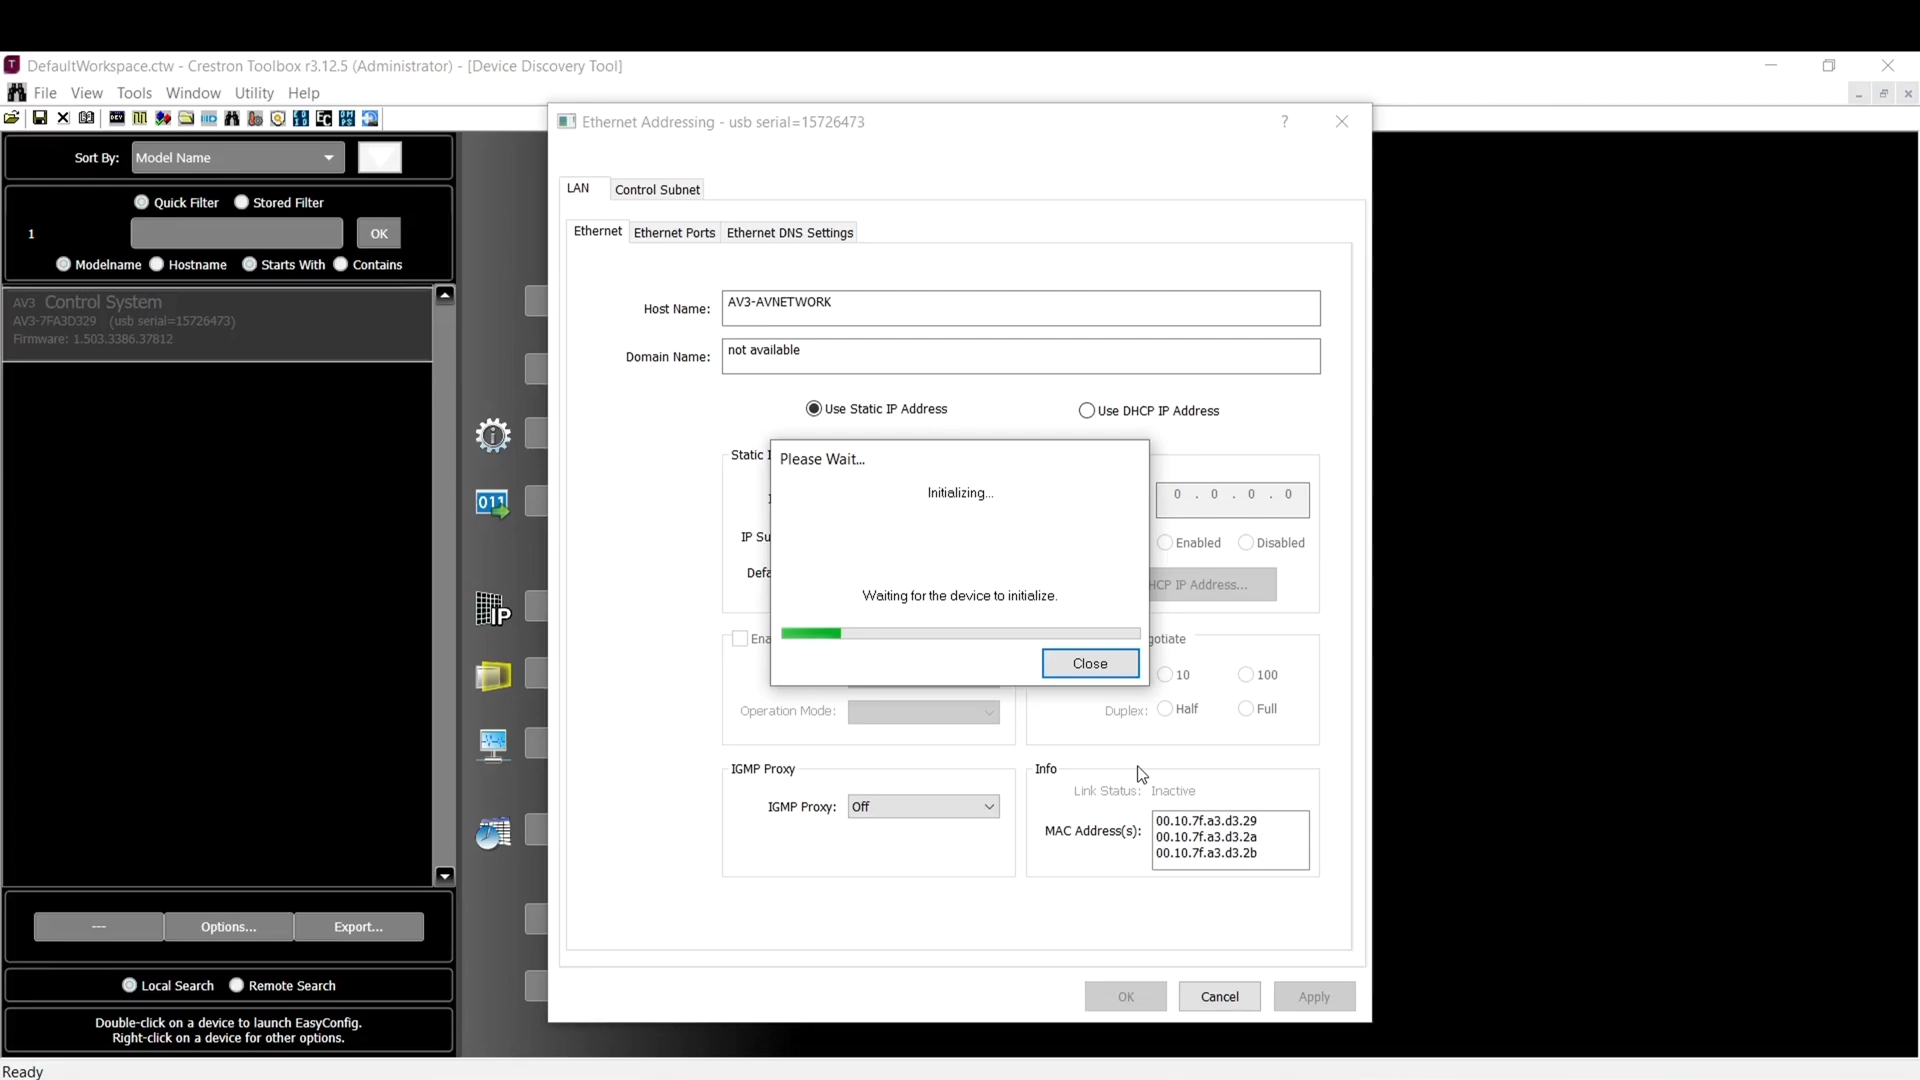 DefaultWorkspace.ctw - Crestron Toolbox r3.12.5 (Administrator) - [Device Discovery Tool]
File View Tools Window Utility Help
Ethernet Addressing - usb serial=15726473
Sort By: Model Name
LAN Control Subnet
Quick Filter Stored Filter
1 OK
Ethernet Ethernet Ports Ethernet DNS Settings
Modelname Hostname Starts With Contains
AV3 Control System
AV3-7FA3D329 (usb serial=15726473)
Firmware: 1.503.3386.37812
Host Name: AV3-AVNETWORK
Domain Name: not available
Use Static IP Address Use DHCP IP Address
Static I
Please Wait...
Initializing...
0 . 0 . 0 . 0
IP Su
Enabled Disabled
Defa
HCP IP Address...
Waiting for the device to initialize.
Ena
gotiate
Close
10 100
Operation Mode:
Duplex: Half Full
IGMP Proxy
IGMP Proxy: Off
Info
Link Status: Inactive
MAC Address(s): 00.10.7f.a3.d3.29
00.10.7f.a3.d3.2a
00.10.7f.a3.d3.2b
011
IP
--- Options... Export...
Local Search Remote Search
OK Cancel Apply
Double-click on a device to launch EasyConfig.
Right-click on a device for other options.
Ready